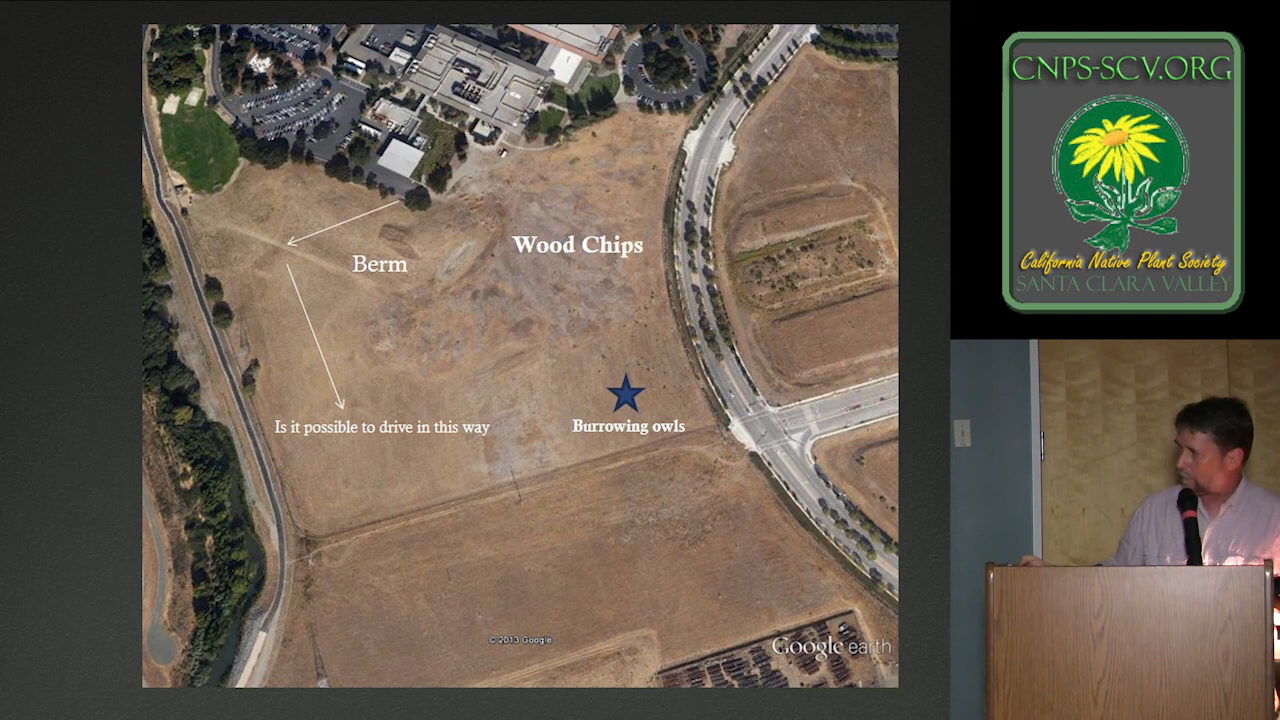 Wood Chips
Berm
Is it possible to drive in this way
Burrowing owls
© 2013 Google
Google earth
CNPS-SCV.ORG
California Native Plant Society
SANTA CLARA VALLEY